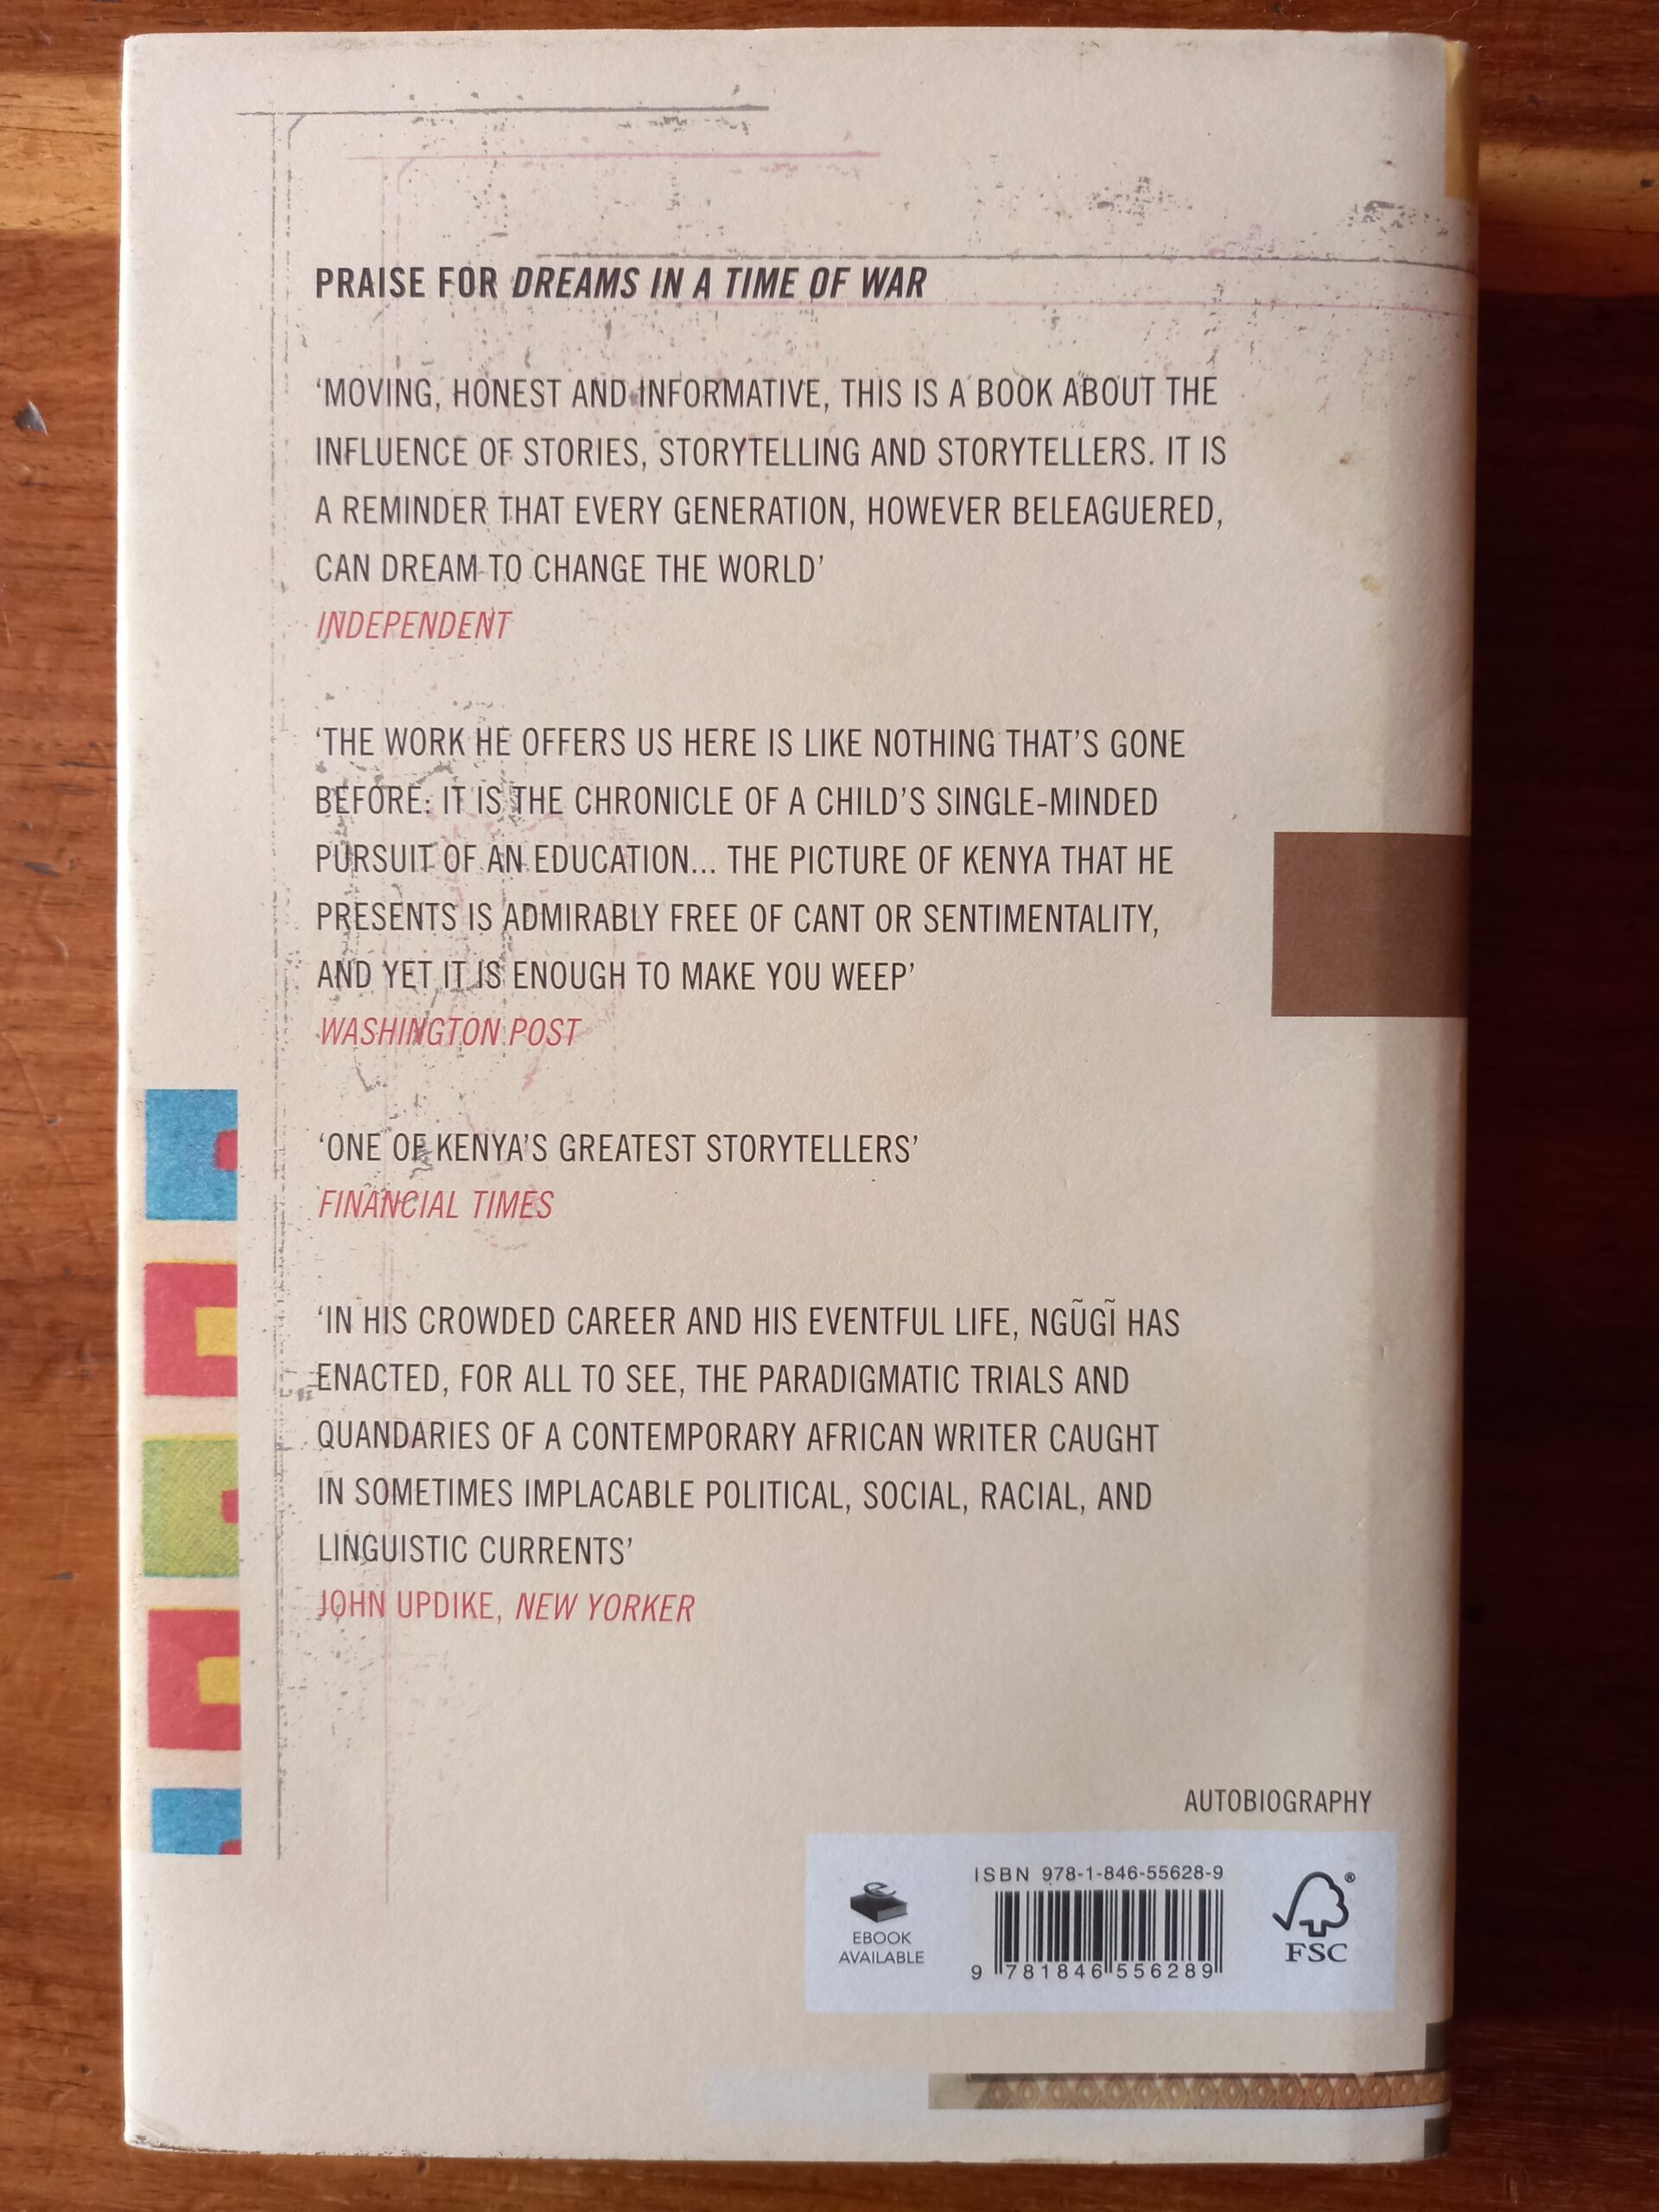 PRAISE FOR DREAMS IN A TIME OF WAR
‘MOVING, HONEST AND INFORMATIVE, THIS IS A BOOK ABOUT THE
INFLUENCE OF STORIES, STORYTELLING AND STORYTELLERS. IT IS
A REMINDER THAT EVERY GENERATION, HOWEVER BELEAGUERED,
CAN DREAM TO CHANGE THE WORLD’
INDEPENDENT
‘THE WORK HE OFFERS US HERE IS LIKE NOTHING THAT’S GONE
BEFORE: IT IS THE CHRONICLE OF A CHILD’S SINGLE-MINDED
PURSUIT OF AN EDUCATION... THE PICTURE OF KENYA THAT HE
PRESENTS IS ADMIRABLY FREE OF CANT OR SENTIMENTALITY,
AND YET IT IS ENOUGH TO MAKE YOU WEEP’
WASHINGTON POST
‘ONE OF KENYA’S GREATEST STORYTELLERS’
FINANCIAL TIMES
‘IN HIS CROWDED CAREER AND HIS EVENTFUL LIFE, NGŨGĨ HAS
ENACTED, FOR ALL TO SEE, THE PARADIGMATIC TRIALS AND
QUANDARIES OF A CONTEMPORARY AFRICAN WRITER CAUGHT
IN SOMETIMES IMPLACABLE POLITICAL, SOCIAL, RACIAL, AND
LINGUISTIC CURRENTS’
JOHN UPDIKE, NEW YORKER
AUTOBIOGRAPHY
EBOOK
AVAILABLE
ISBN 978-1-846-55628-9
9 781846 556289
FSC®